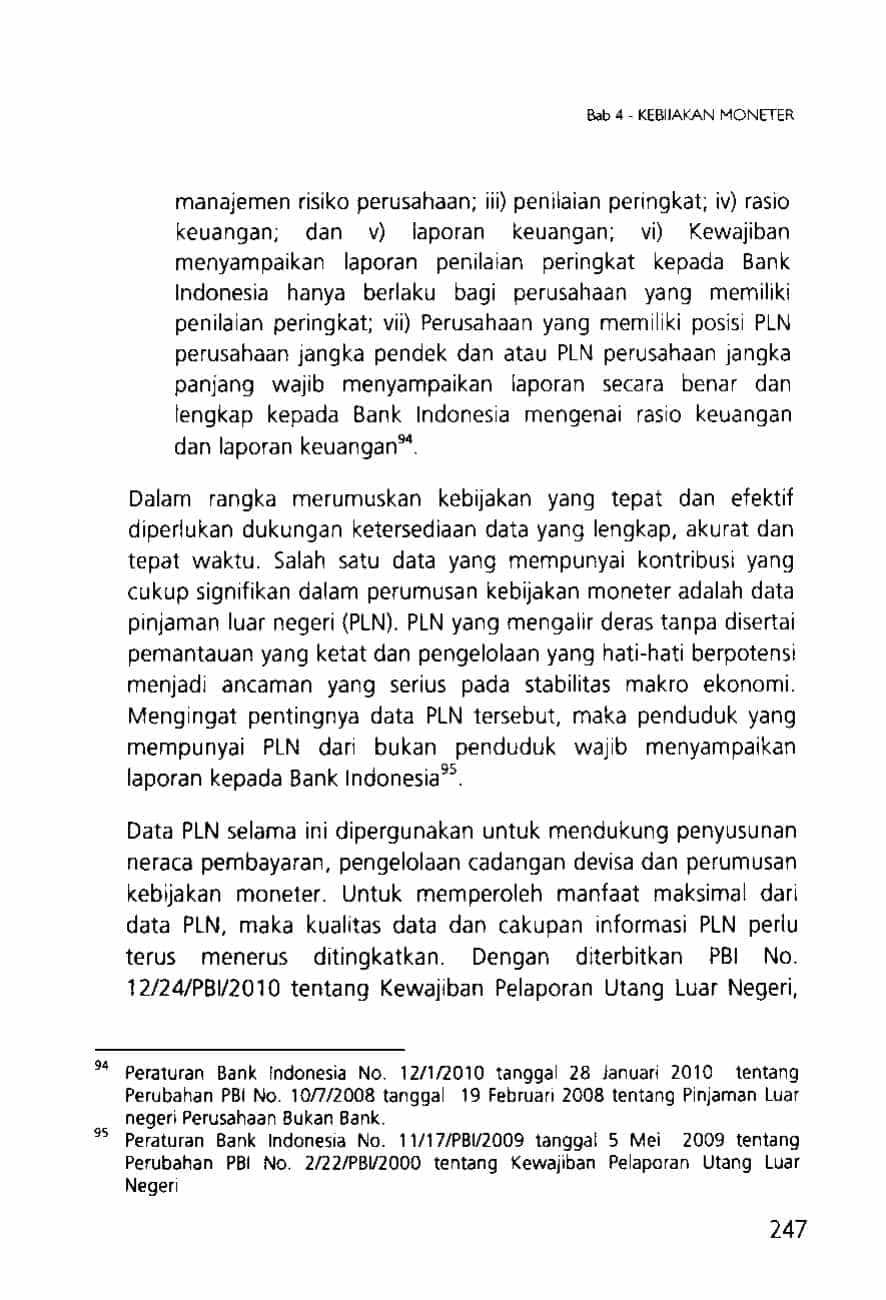 Bab 4 - KEBIJAKAN MONETER
manajemen risiko perusahaan; iii) penilaian peringkat; iv) rasio
keuangan; dan v) laporan keuangan; vi) Kewajiban
menyampaikan laporan penilaian peringkat kepada Bank
Indonesia hanya berlaku bagi perusahaan yang memiliki
penilaian peringkat; vii) Perusahaan yang memiliki posisi PLN
perusahaan jangka pendek dan atau PLN perusahaan jangka
panjang wajib menyampaikan laporan secara benar dan
lengkap kepada Bank Indonesia mengenai rasio keuangan
dan laporan keuangan94.
Dalam rangka merumuskan kebijakan yang tepat dan efektif
diperlukan dukungan ketersediaan data yang lengkap, akurat dan
tepat waktu. Salah satu data yang mempunyai kontribusi yang
cukup signifikan dalam perumusan kebijakan moneter adalah data
pinjaman luar negeri (PLN). PLN yang mengalir deras tanpa disertai
pemantauan yang ketat dan pengelolaan yang hati-hati berpotensi
menjadi ancaman yang serius pada stabilitas makro ekonomi.
Mengingat pentingnya data PLN tersebut, maka penduduk yang
mempunyai PLN dari bukan penduduk wajib menyampaikan
laporan kepada Bank Indonesia95.
Data PLN selama ini dipergunakan untuk mendukung penyusunan
neraca pembayaran, pengelolaan cadangan devisa dan perumusan
kebijakan moneter. Untuk memperoleh manfaat maksimal dari
data PLN, maka kualitas data dan cakupan informasi PLN perlu
terus menerus ditingkatkan. Dengan diterbitkan PBI No.
12/24/PBI/2010 tentang Kewajiban Pelaporan Utang Luar Negeri,
94 Peraturan Bank Indonesia No. 12/1/2010 tanggal 28 Januari 2010 tentang
Perubahan PBI No. 10/7/2008 tanggal 19 Februari 2008 tentang Pinjaman Luar
negeri Perusahaan Bukan Bank.
95 Peraturan Bank Indonesia No. 11/17/PBI/2009 tanggal 5 Mei 2009 tentang
Perubahan PBI No. 2/22/PBI/2000 tentang Kewajiban Pelaporan Utang Luar
Negeri
247